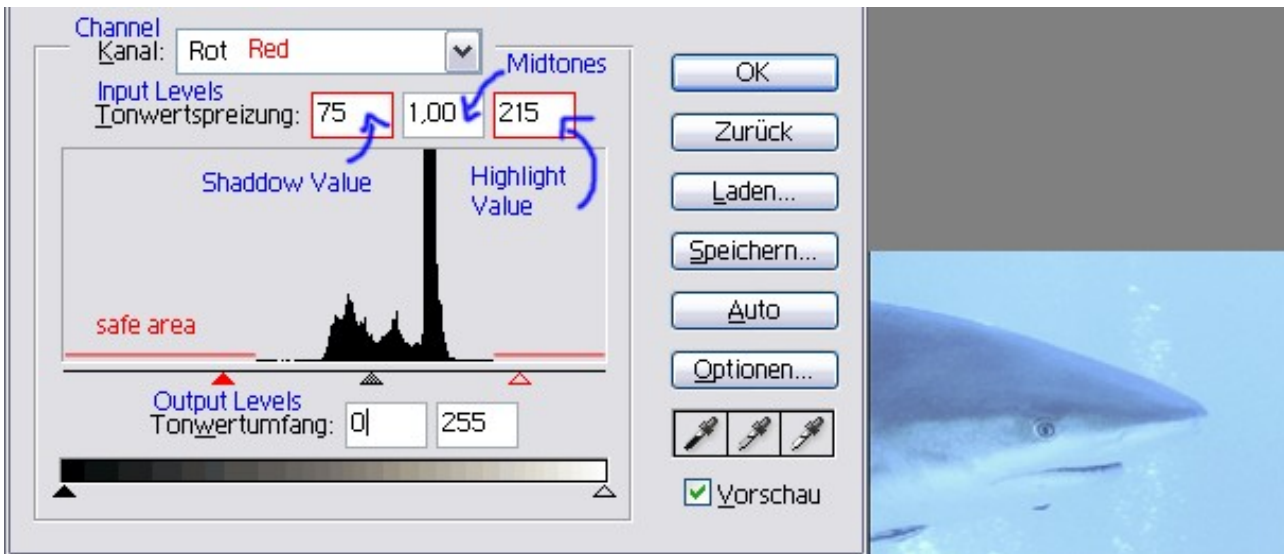 Channel
Kanal: Rot Red
Midtones
OK
Input Levels
Tonwertspreizung: 75 1,00 215
Zurück
Shaddow Value
Highlight
Value
Laden...
Speichern...
safe area
Auto
Optionen...
Output Levels
Tonwertumfang: 0 255
Vorschau